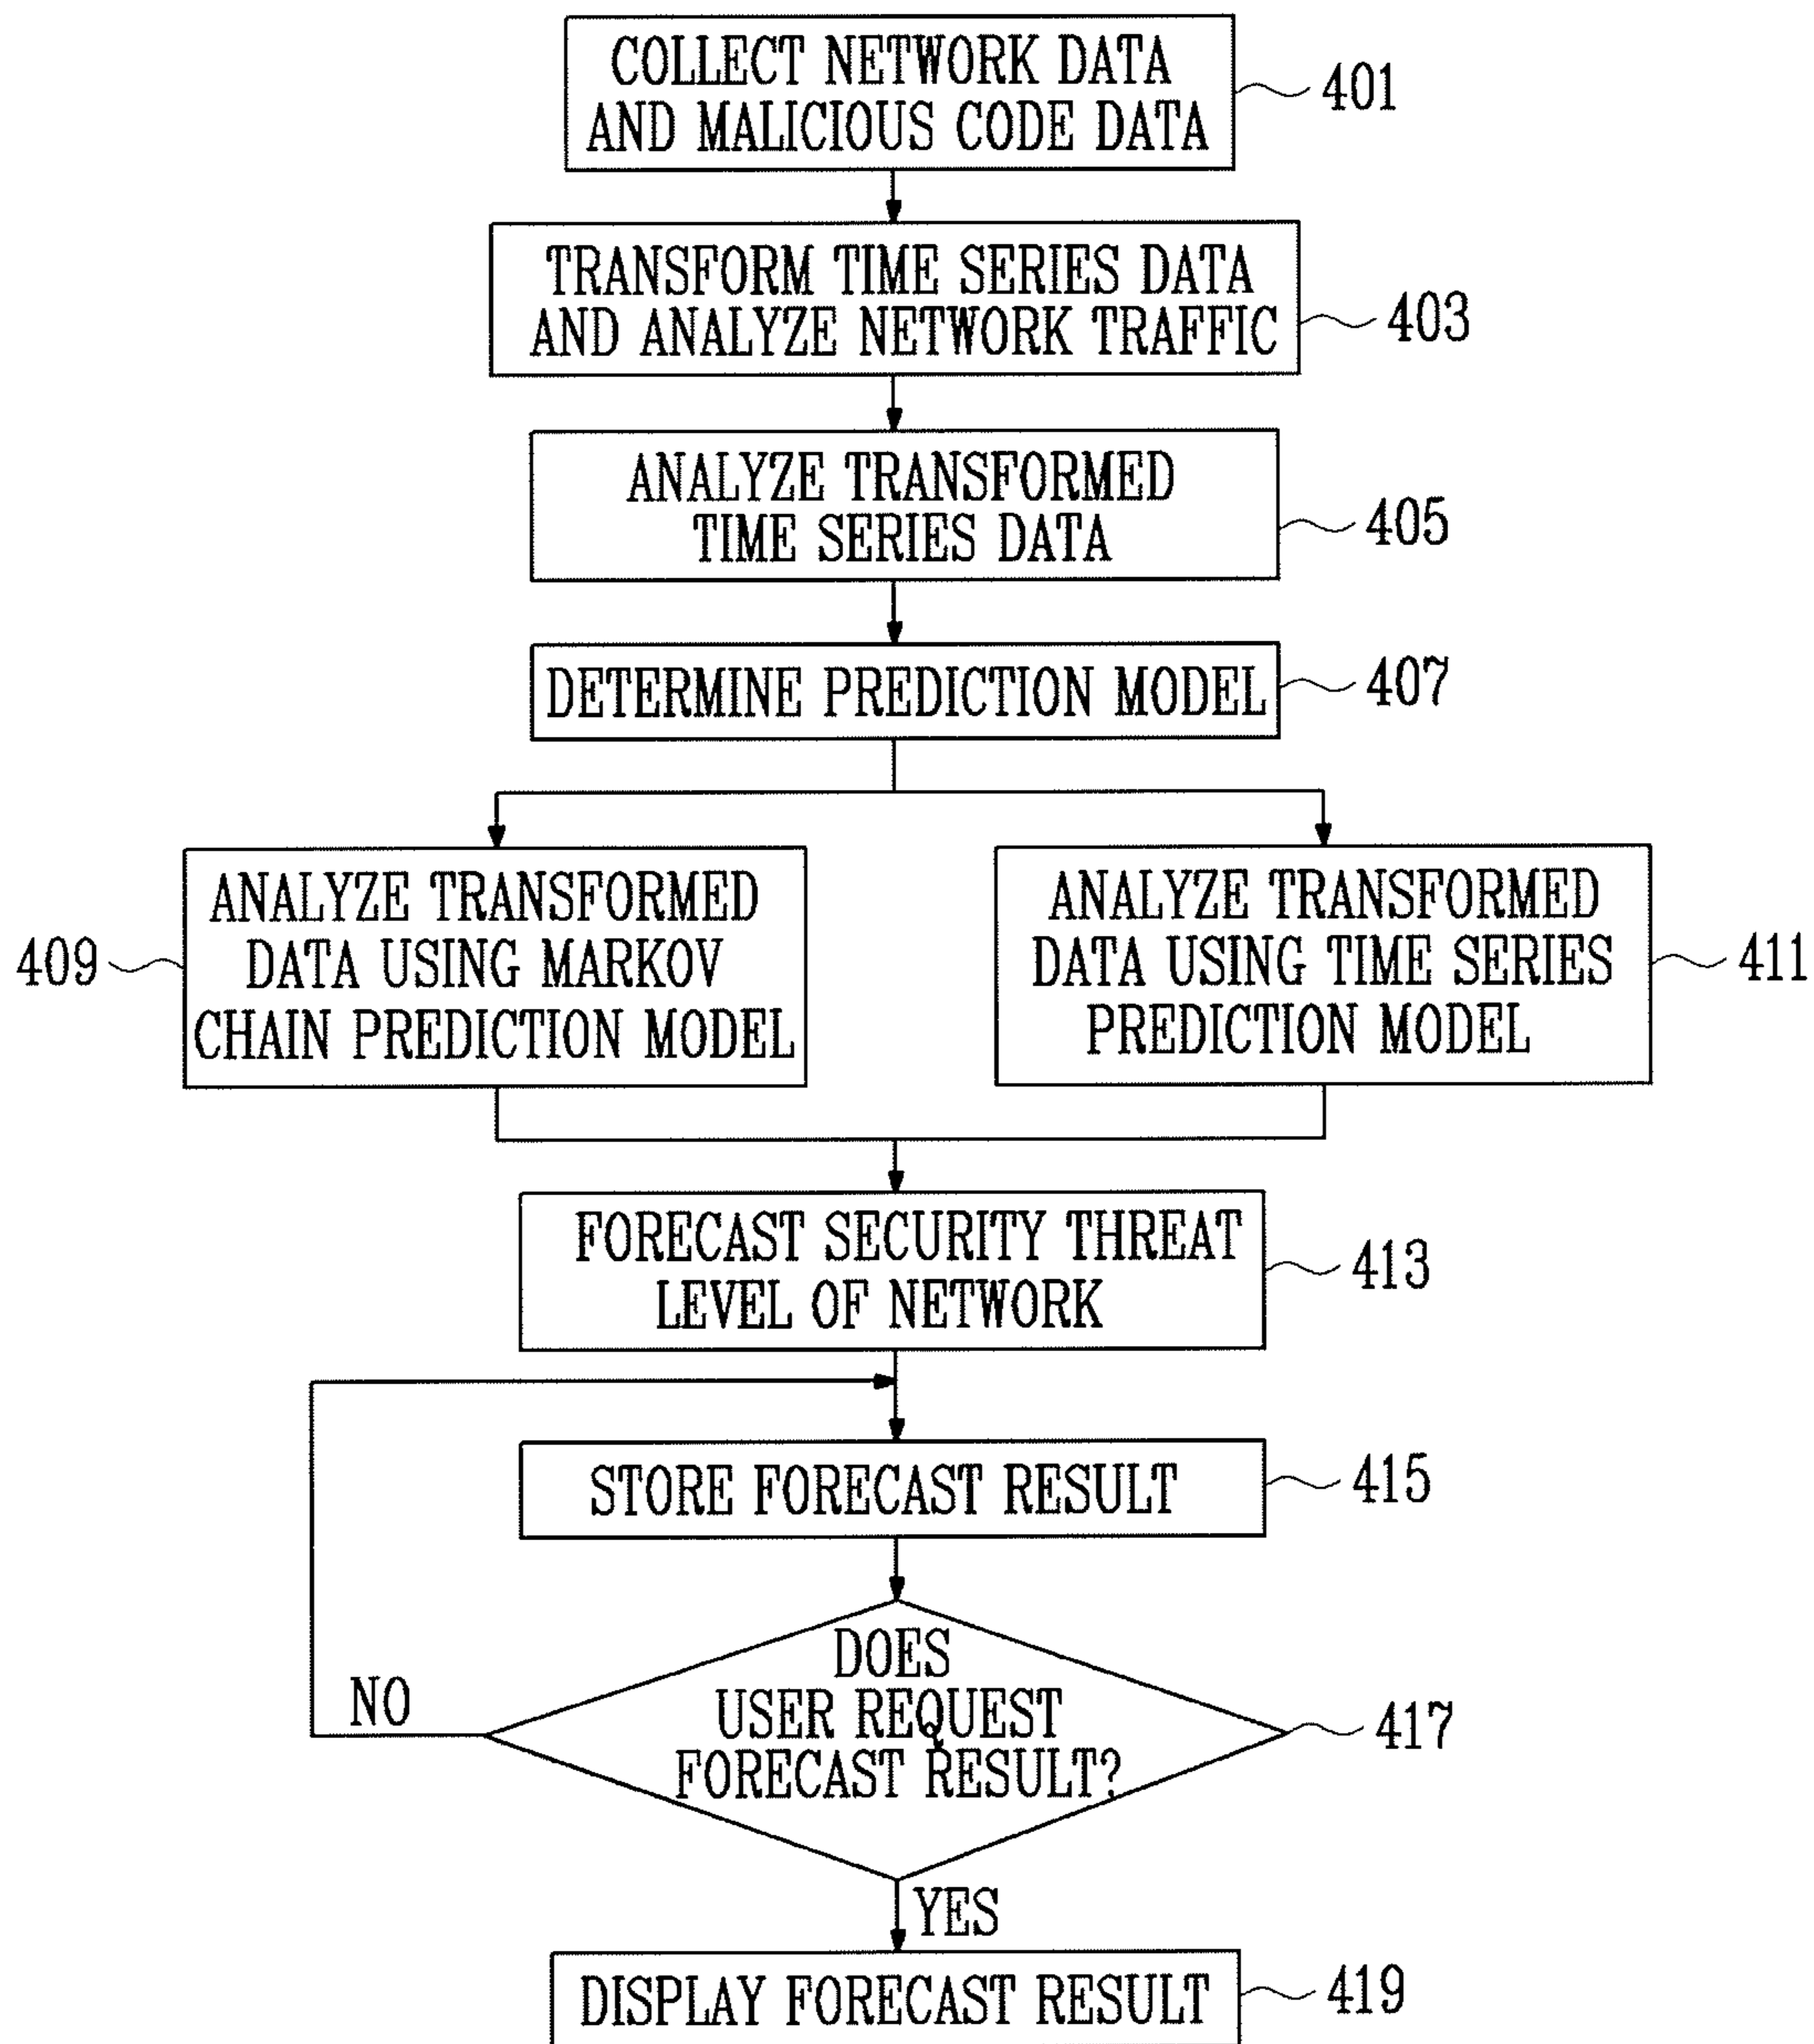 COLLECT NETWORK DATA
AND MALICIOUS CODE DATA
401
TRANSFORM TIME SERIES DATA
AND ANALYZE NETWORK TRAFFIC
403
ANALYZE TRANSFORMED
TIME SERIES DATA
405
DETERMINE PREDICTION MODEL
407
409
ANALYZE TRANSFORMED
DATA USING MARKOV
CHAIN PREDICTION MODEL
ANALYZE TRANSFORMED
DATA USING TIME SERIES
PREDICTION MODEL
411
FORECAST SECURITY THREAT
LEVEL OF NETWORK
413
STORE FORECAST RESULT
415
NO
DOES
USER REQUEST
FORECAST RESULT?
417
YES
DISPLAY FORECAST RESULT
419